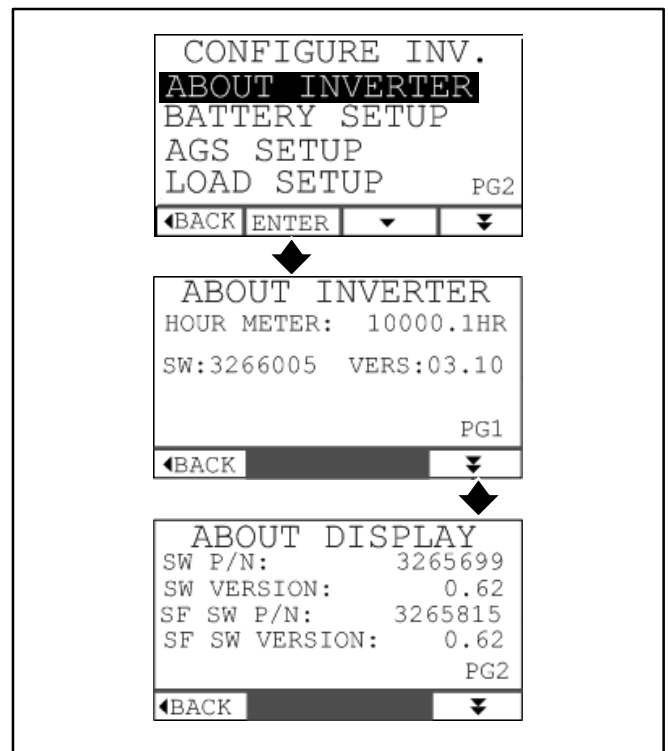 CONFIGURE INV.
ABOUT INVERTER
BATTERY SETUP
AGS SETUP
LOAD SETUP PG2
BACK ENTER
ABOUT INVERTER
HOUR METER: 10000.1HR
SW:3266005 VERS:03.10
PG1
BACK
ABOUT DISPLAY
SW P/N: 3265699
SW VERSION: 0.62
SF SW P/N: 3265815
SF SW VERSION: 0.62
PG2
BACK